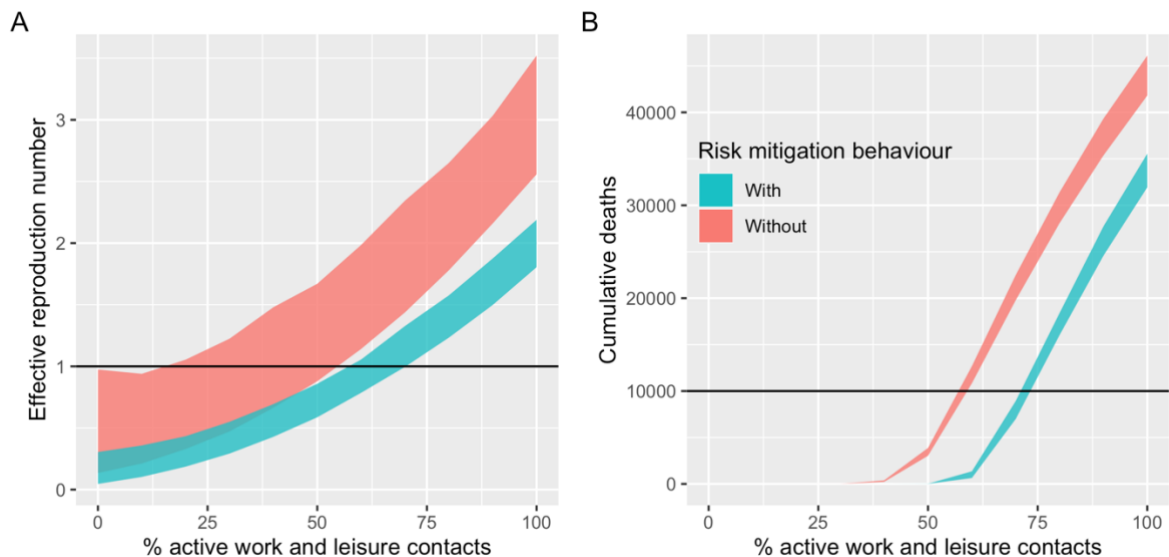 A
Effective reproduction number
3
2
1
0
0
25
50
75
100
% active work and leisure contacts
B
Cumulative deaths
40000
30000
20000
10000
0
Risk mitigation behaviour
With
Without
0
25
50
75
100
% active work and leisure contacts